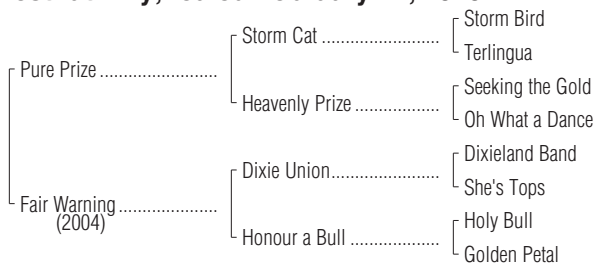 Storm Bird
Storm Cat
Terlingua
Pure Prize
Seeking the Gold
Heavenly Prize
Oh What a Dance
Dixieland Band
Dixie Union
She's Tops
Fair Warning
(2004)
Holy Bull
Honour a Bull
Golden Petal